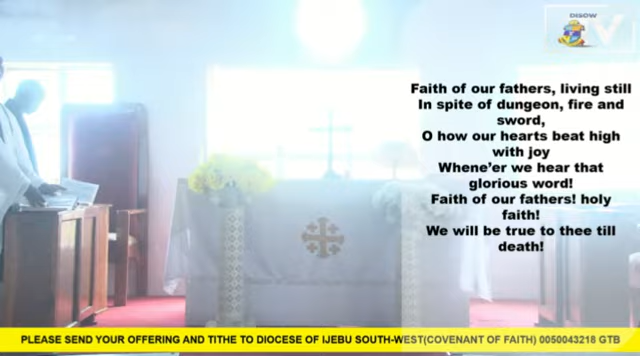 DISOW
TV
Faith of our fathers, living still
In spite of dungeon, fire and
sword,
O how our hearts beat high
with joy
Whene'er we hear that
glorious word!
Faith of our fathers! holy
faith!
We will be true to thee till
death!
PLEASE SEND YOUR OFFERING AND TITHE TO DIOCESE OF IJEBU SOUTH-WEST(COVENANT OF FAITH) 0050043218 GTB